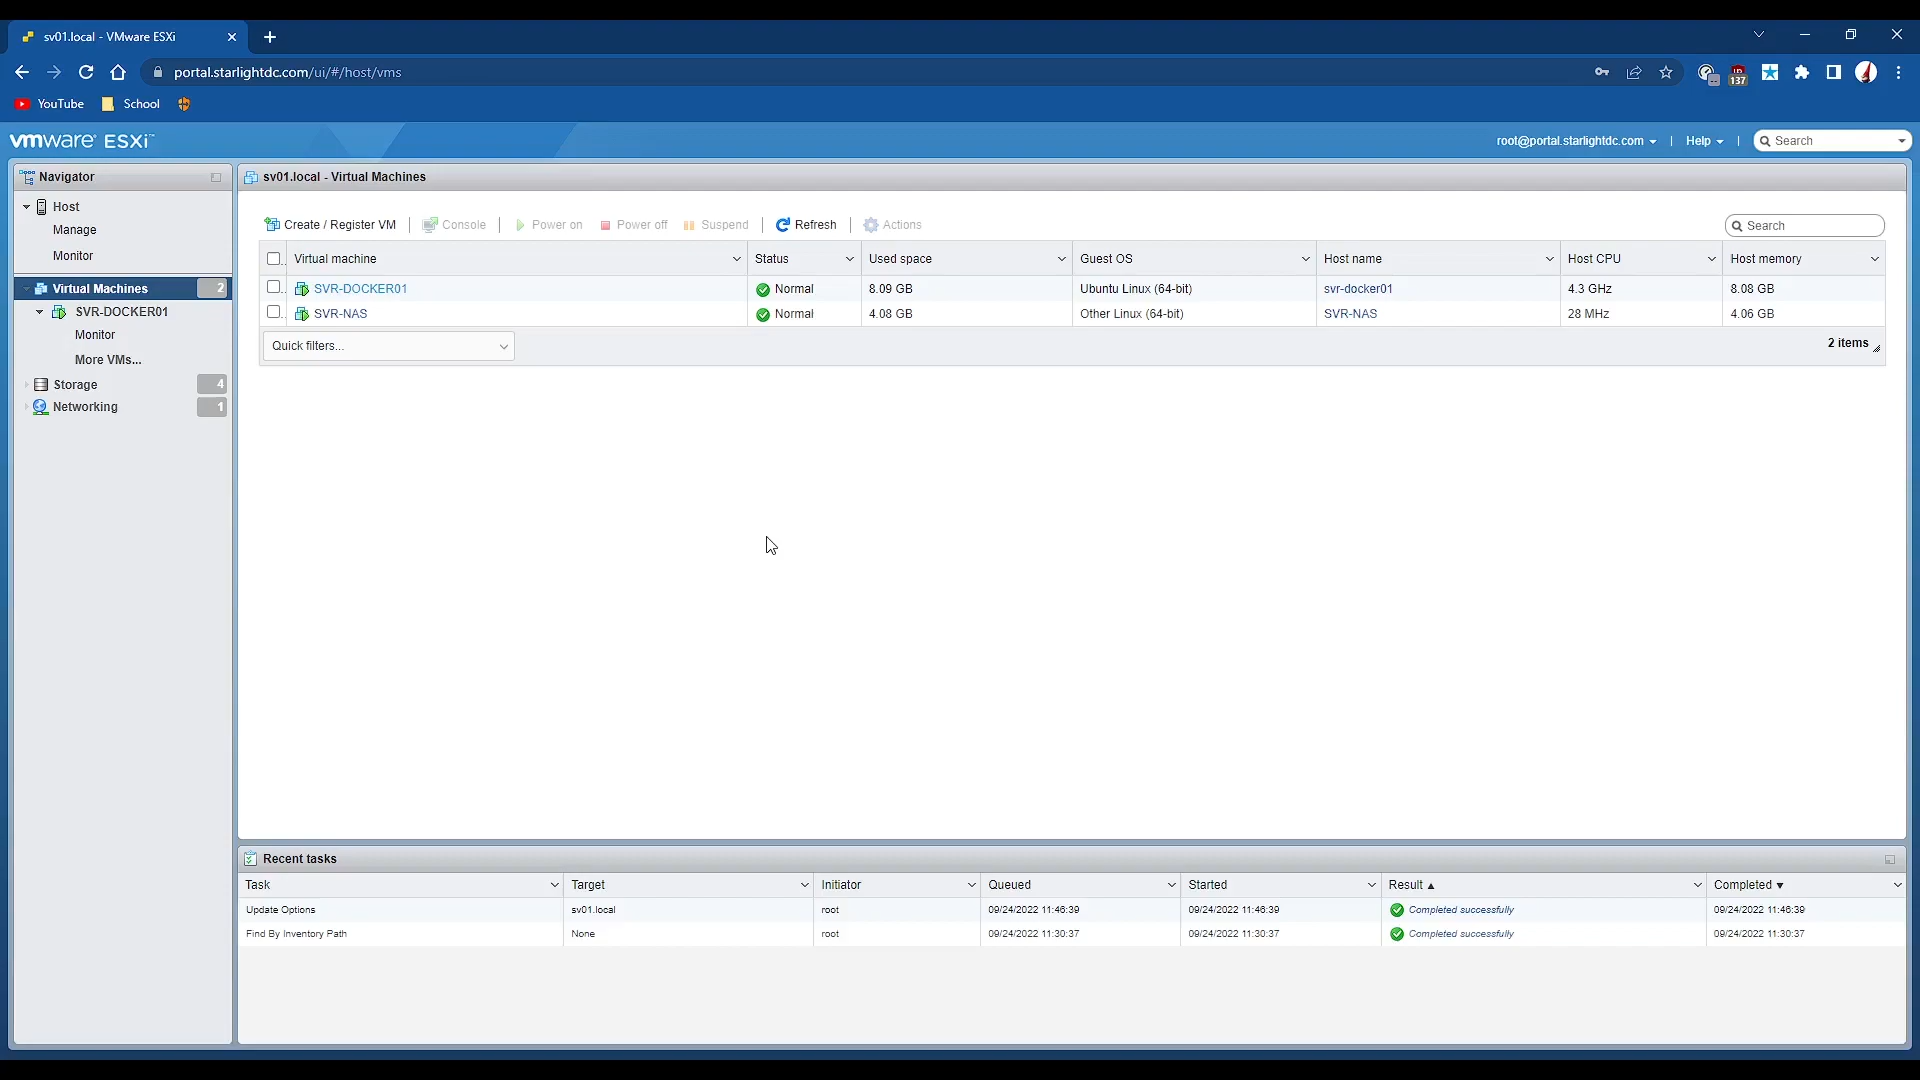 sv01.local - VMware ESXi
portal.starlightdc.com/ui/#/host/vms
137
YouTube School
vmware ESXi™
root@portal.starlightdc.com | Help | Search
Navigator
Host
Manage
Monitor
Virtual Machines 2
SVR-DOCKER01
Monitor
More VMs...
Storage 4
Networking 1
sv01.local - Virtual Machines
Create / Register VM | Console | Power on Power off Suspend | Refresh | Actions
Search
Virtual machine Status Used space Guest OS Host name Host CPU Host memory
SVR-DOCKER01 Normal 8.09 GB Ubuntu Linux (64-bit) svr-docker01 4.3 GHz 8.08 GB
SVR-NAS Normal 4.08 GB Other Linux (64-bit) SVR-NAS 28 MHz 4.06 GB
Quick filters... 2 items
Recent tasks
Task Target Initiator Queued Started Result ▲ Completed ▼
Update Options sv01.local root 09/24/2022 11:46:39 09/24/2022 11:46:39 Completed successfully 09/24/2022 11:46:39
Find By Inventory Path None root 09/24/2022 11:30:37 09/24/2022 11:30:37 Completed successfully 09/24/2022 11:30:37